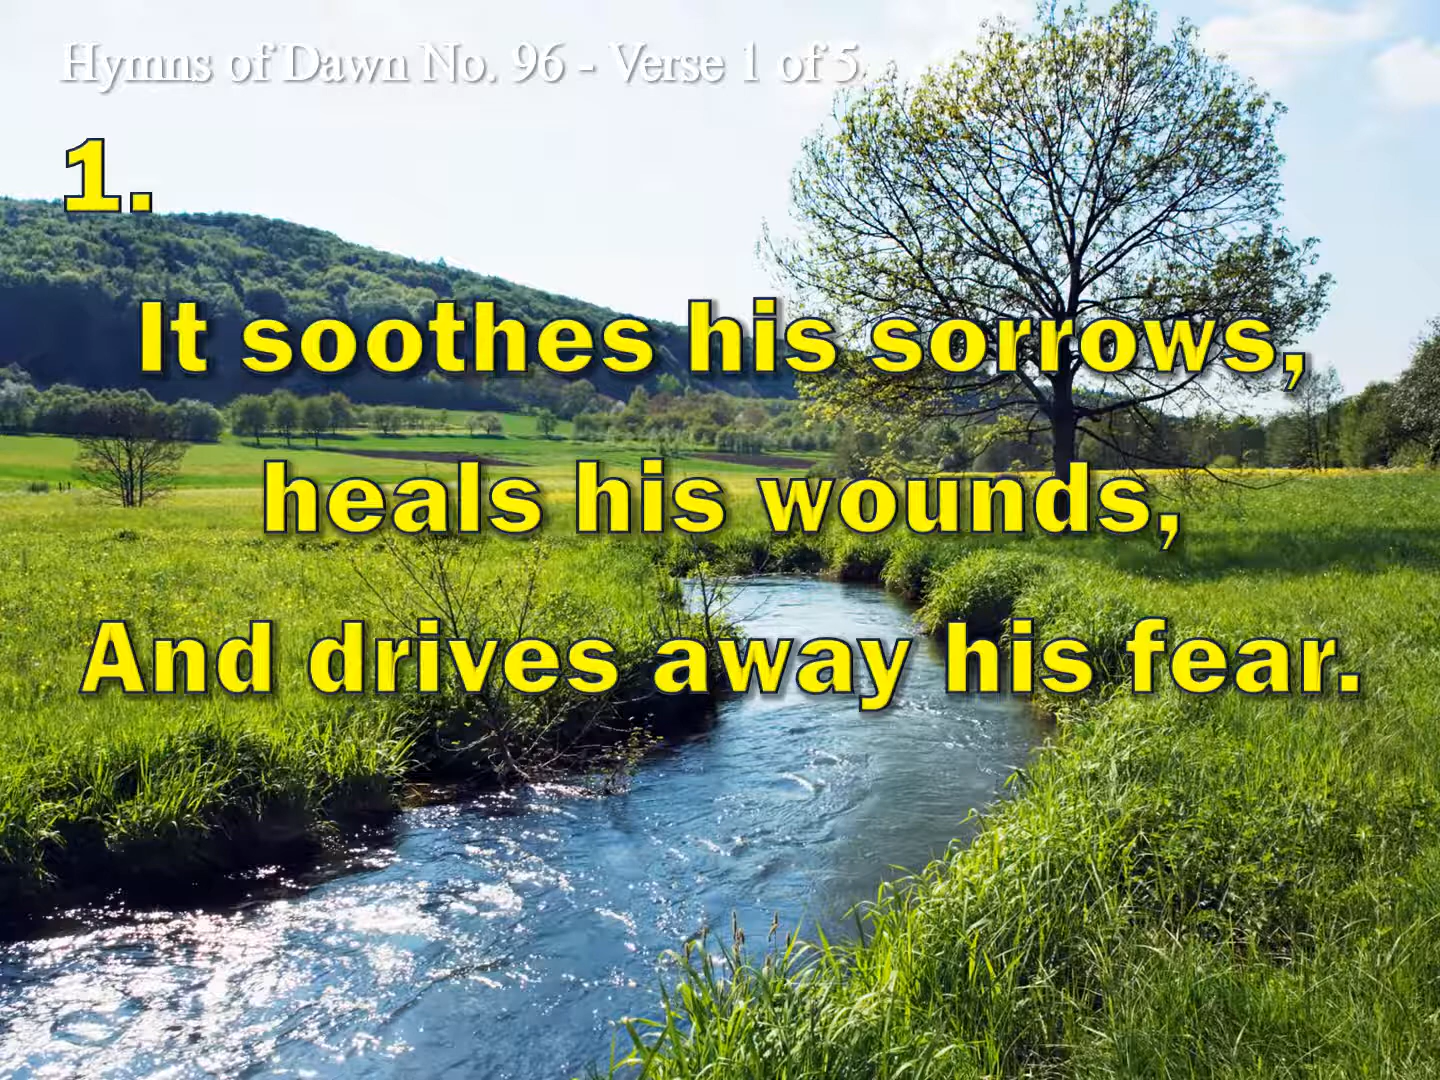 Hymns of Dawn No. 96 - Verse 1 of 5
1.
It soothes his sorrows,
heals his wounds,
And drives away his fear.